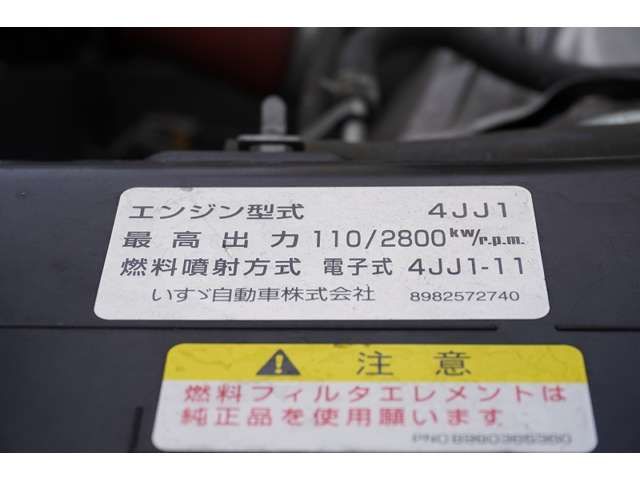 エンジン型式 4JJ1
最高出力 110/2800kw/r.p.m.
燃料噴射方式 電子式 4JJ1-11
いすゞ自動車株式会社 8982572740
注意
燃料フィルタエレメントは
純正品を使用願います